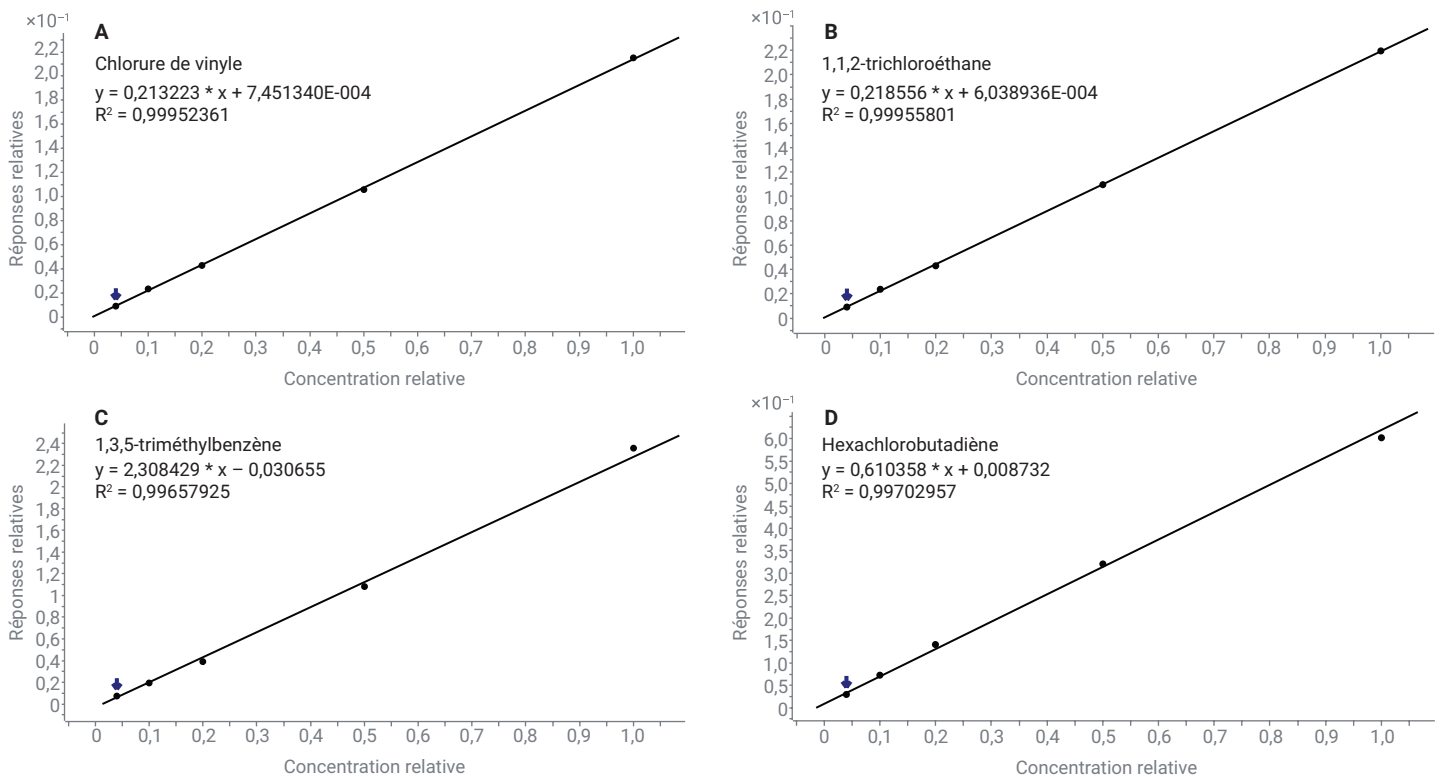 ×10⁻¹
A
Chlorure de vinyle
y = 0,213223 * x + 7,451340E-004
R² = 0,99952361
Réponses relatives
2,2
2,0
1,8
1,6
1,4
1,2
1,0
0,8
0,6
0,4
0,2
0
0 0,1 0,2 0,3 0,4 0,5 0,6 0,7 0,8 0,9 1,0
Concentration relative
×10⁻¹
B
1,1,2-trichloroéthane
y = 0,218556 * x + 6,038936E-004
R² = 0,99955801
Réponses relatives
2,2
2,0
1,8
1,6
1,4
1,2
1,0
0,8
0,6
0,4
0,2
0
0 0,1 0,2 0,3 0,4 0,5 0,6 0,7 0,8 0,9 1,0
Concentration relative
C
1,3,5-triméthylbenzène
y = 2,308429 * x – 0,030655
R² = 0,99657925
Réponses relatives
2,4
2,2
2
1,8
1,6
1,4
1,2
1
0,8
0,6
0,4
0,2
0
0 0,1 0,2 0,3 0,4 0,5 0,6 0,7 0,8 0,9 1,0
Concentration relative
×10⁻¹
D
Hexachlorobutadiène
y = 0,610358 * x + 0,008732
R² = 0,99702957
Réponses relatives
6,0
5,5
5,0
4,5
4,0
3,5
3,0
2,5
2,0
1,5
1,0
0,5
0
0 0,1 0,2 0,3 0,4 0,5 0,6 0,7 0,8 0,9 1,0
Concentration relative